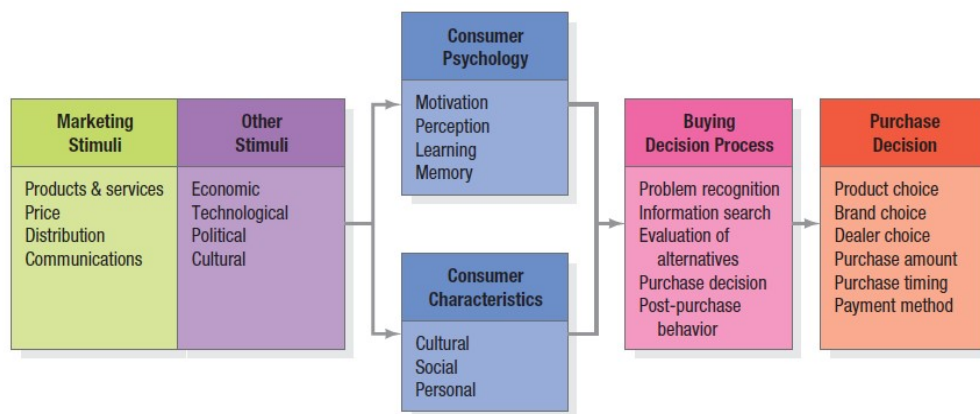 Marketing
Stimuli
Products & services
Price
Distribution
Communications
Other
Stimuli
Economic
Technological
Political
Cultural
Consumer
Psychology
Motivation
Perception
Learning
Memory
Consumer
Characteristics
Cultural
Social
Personal
Buying
Decision Process
Problem recognition
Information search
Evaluation of
alternatives
Purchase decision
Post-purchase
behavior
Purchase
Decision
Product choice
Brand choice
Dealer choice
Purchase amount
Purchase timing
Payment method